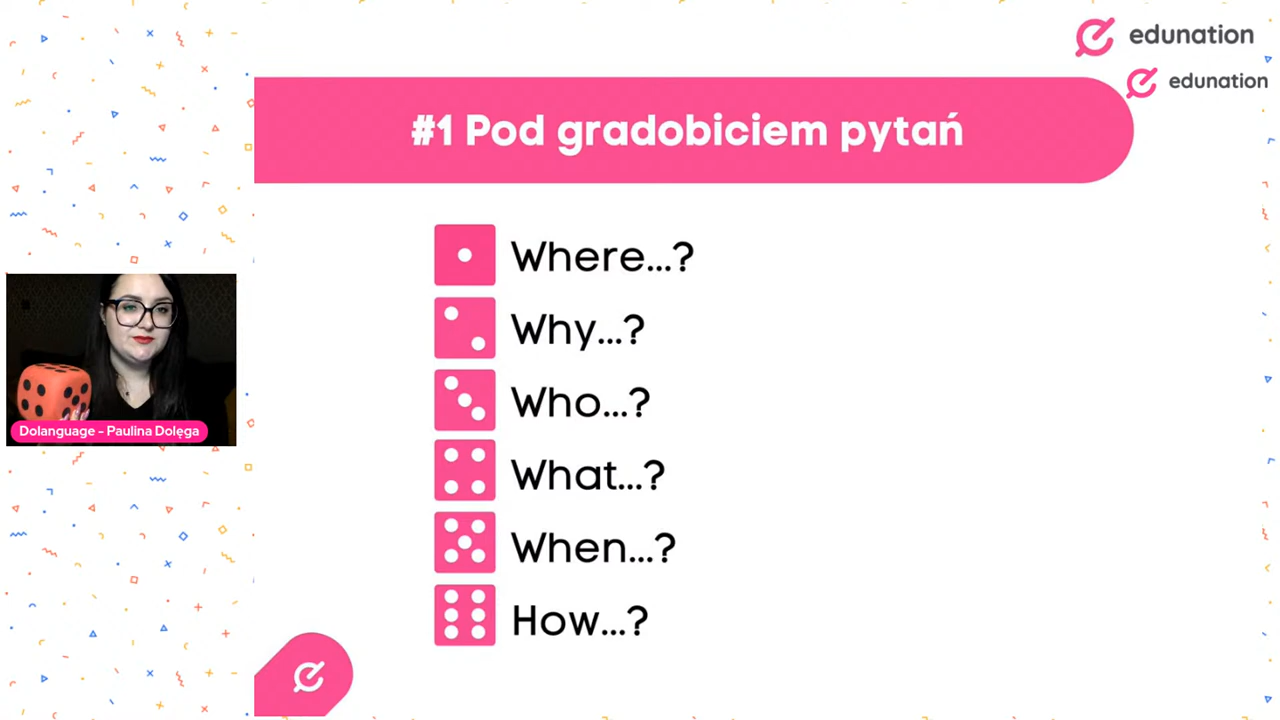 edunation
edunation
#1 Pod gradobiciem pytań
Where...?
Why...?
Who...?
What...?
When...?
How...?
Dolanguage - Paulina Dolęga